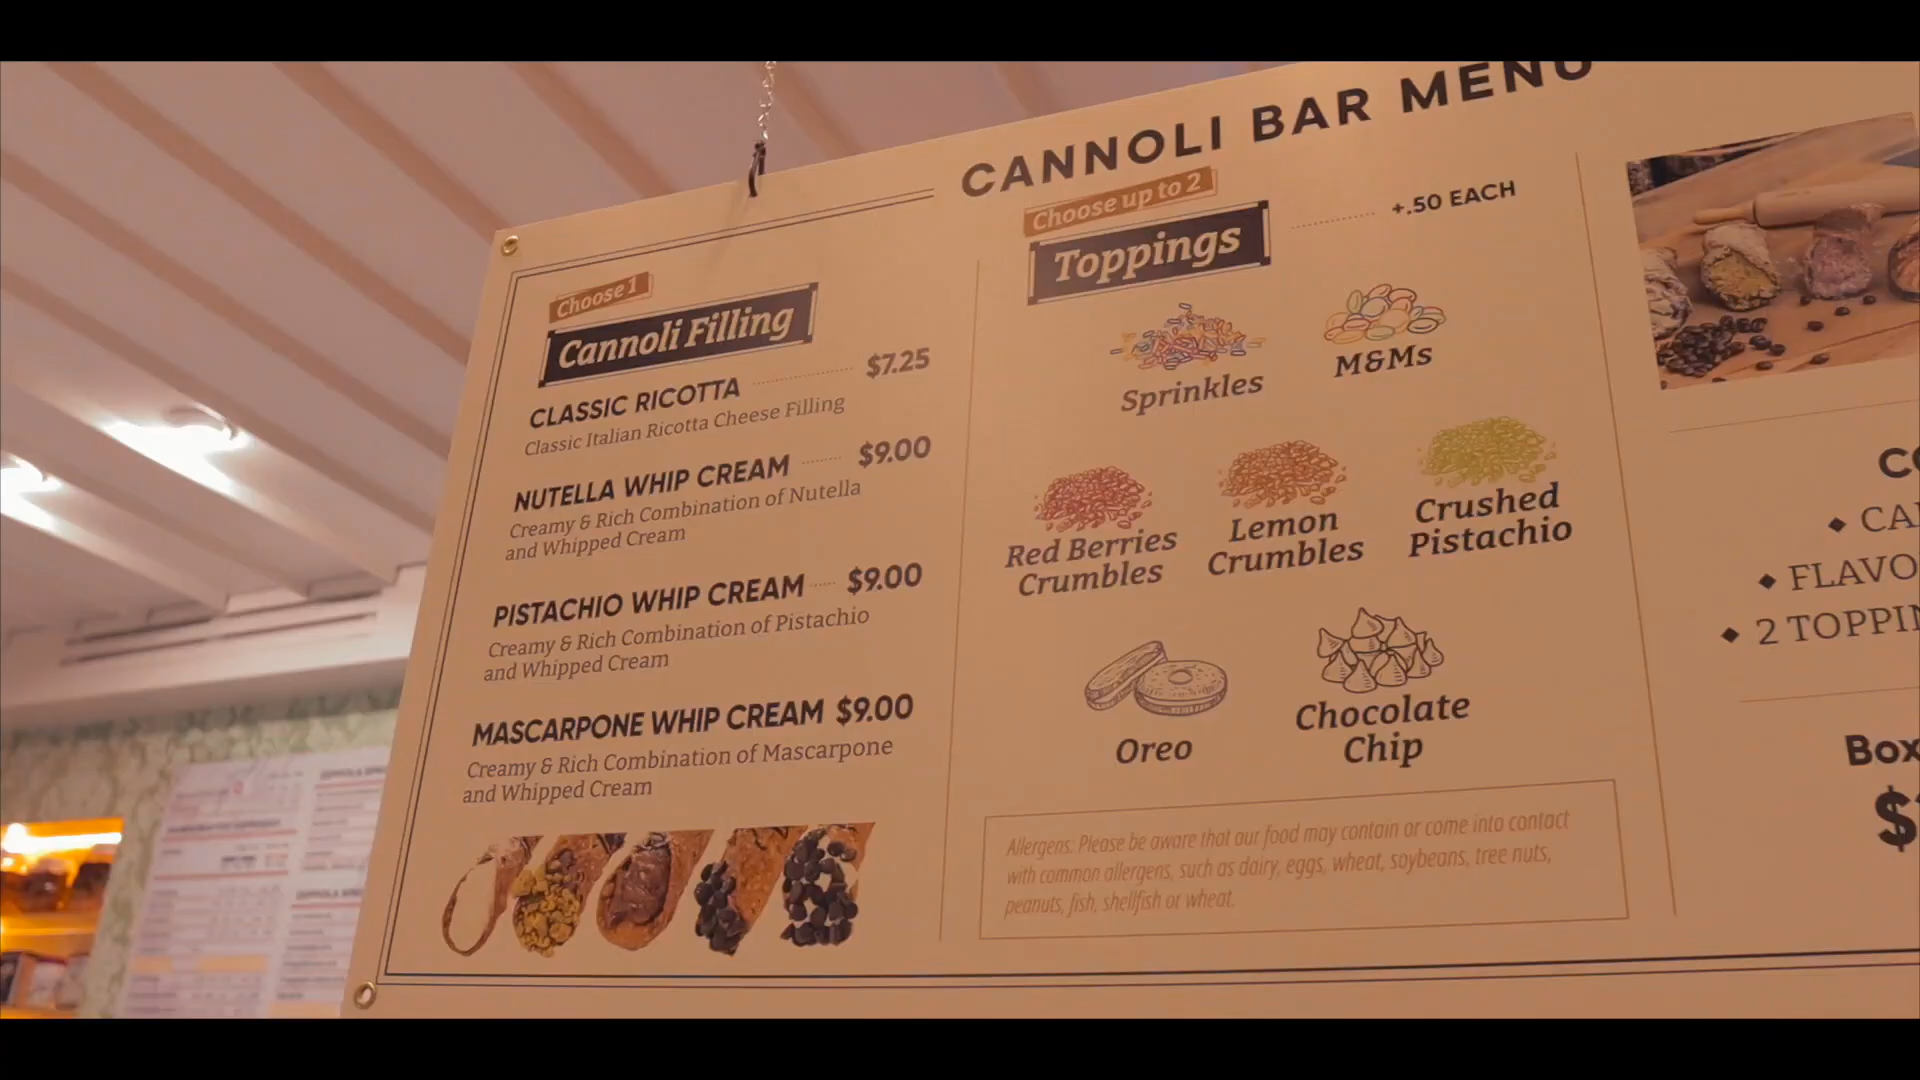 CANNOLI BAR MENU
Choose 1
Cannoli Filling
CLASSIC RICOTTA $7.25
Classic Italian Ricotta Cheese Filling
NUTELLA WHIP CREAM $9.00
Creamy & Rich Combination of Nutella
and Whipped Cream
PISTACHIO WHIP CREAM $9.00
Creamy & Rich Combination of Pistachio
and Whipped Cream
MASCARPONE WHIP CREAM $9.00
Creamy & Rich Combination of Mascarpone
and Whipped Cream
Choose up to 2
Toppings +.50 EACH
Sprinkles
M&Ms
Red Berries
Crumbles
Lemon
Crumbles
Crushed
Pistachio
Oreo
Chocolate
Chip
Allergens: Please be aware that our food may contain or come into contact
with common allergens, such as dairy, eggs, wheat, soybeans, tree nuts,
peanuts, fish, shellfish or wheat.
◆ CA
◆ FLAVO
◆ 2 TOPPIN
Box
$